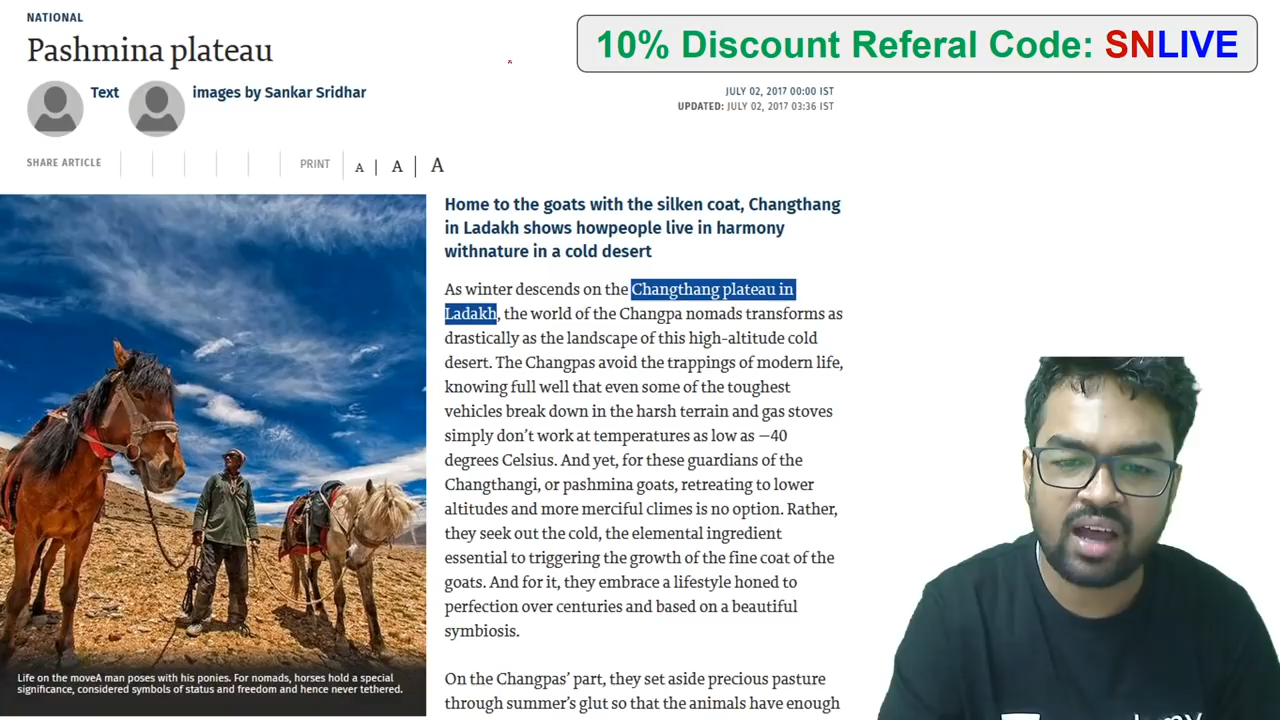 NATIONAL
Pashmina plateau
10% Discount Referal Code: SNLIVE
Text
images by Sankar Sridhar
JULY 02, 2017 00:00 IST
UPDATED: JULY 02, 2017 03:36 IST
SHARE ARTICLE
PRINT
A | A | A
Home to the goats with the silken coat, Changthang
in Ladakh shows howpeople live in harmony
withnature in a cold desert
As winter descends on the Changthang plateau in
Ladakh, the world of the Changpa nomads transforms as
drastically as the landscape of this high-altitude cold
desert. The Changpas avoid the trappings of modern life,
knowing full well that even some of the toughest
vehicles break down in the harsh terrain and gas stoves
simply don’t work at temperatures as low as −40
degrees Celsius. And yet, for these guardians of the
Changthangi, or pashmina goats, retreating to lower
altitudes and more merciful climes is no option. Rather,
they seek out the cold, the elemental ingredient
essential to triggering the growth of the fine coat of the
goats. And for it, they embrace a lifestyle honed to
perfection over centuries and based on a beautiful
symbiosis.
On the Changpas’ part, they set aside precious pasture
through summer’s glut so that the animals have enough
Life on the moveA man poses with his ponies. For nomads, horses hold a special
significance, considered symbols of status and freedom and hence never tethered.